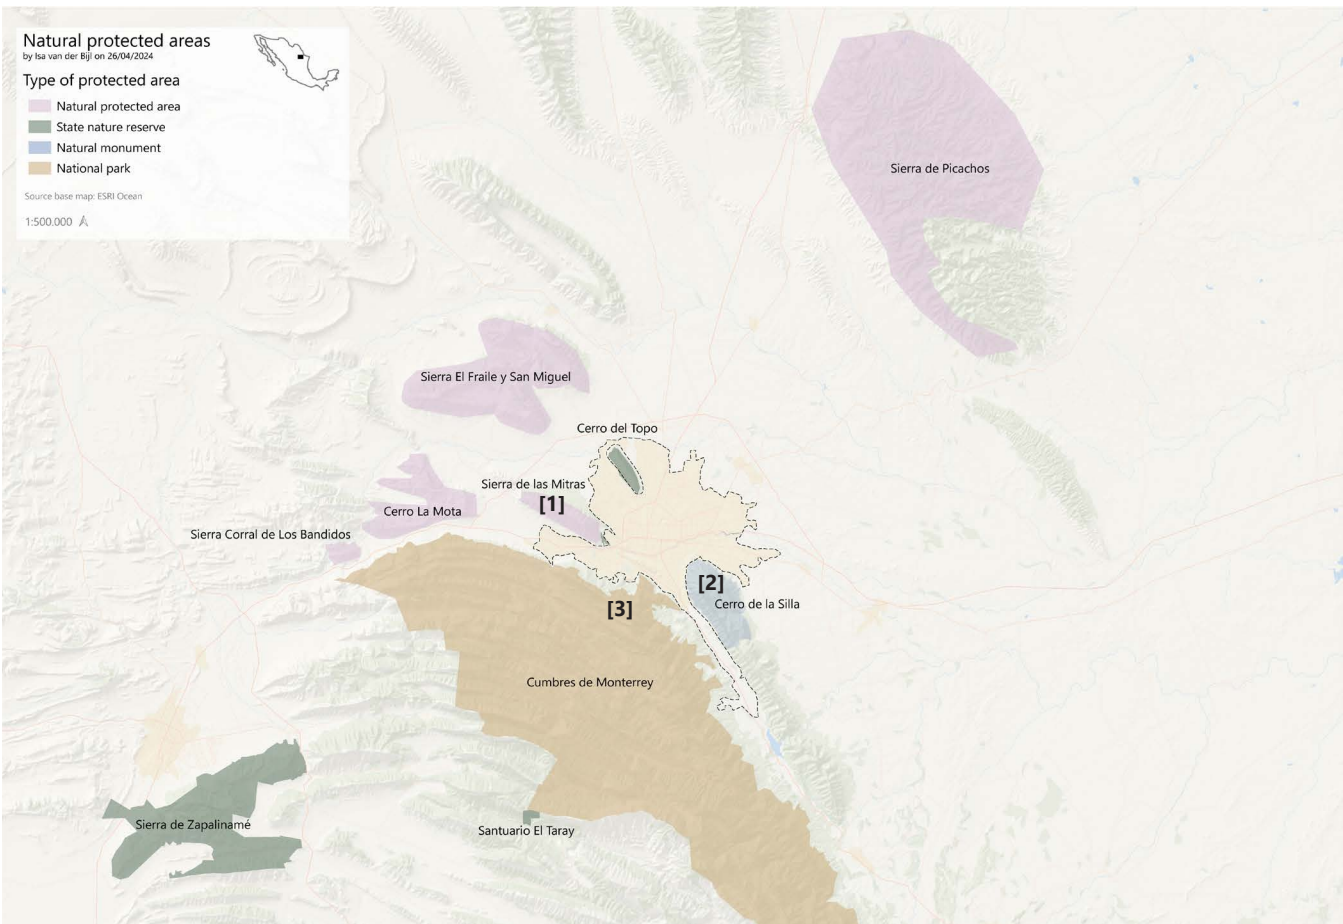 Natural protected areas
by Isa van der Bijl on 26/04/2024
Type of protected area
Natural protected area
State nature reserve
Natural monument
National park
Source base map: ESRI Ocean
1:500.000
Sierra de Picachos
Sierra El Fraile y San Miguel
Cerro del Topo
Sierra de las Mitras
[1]
Cerro La Mota
Sierra Corral de Los Bandidos
[2]
Cerro de la Silla
[3]
Cumbres de Monterrey
Sierra de Zapalinamé
Santuario El Taray